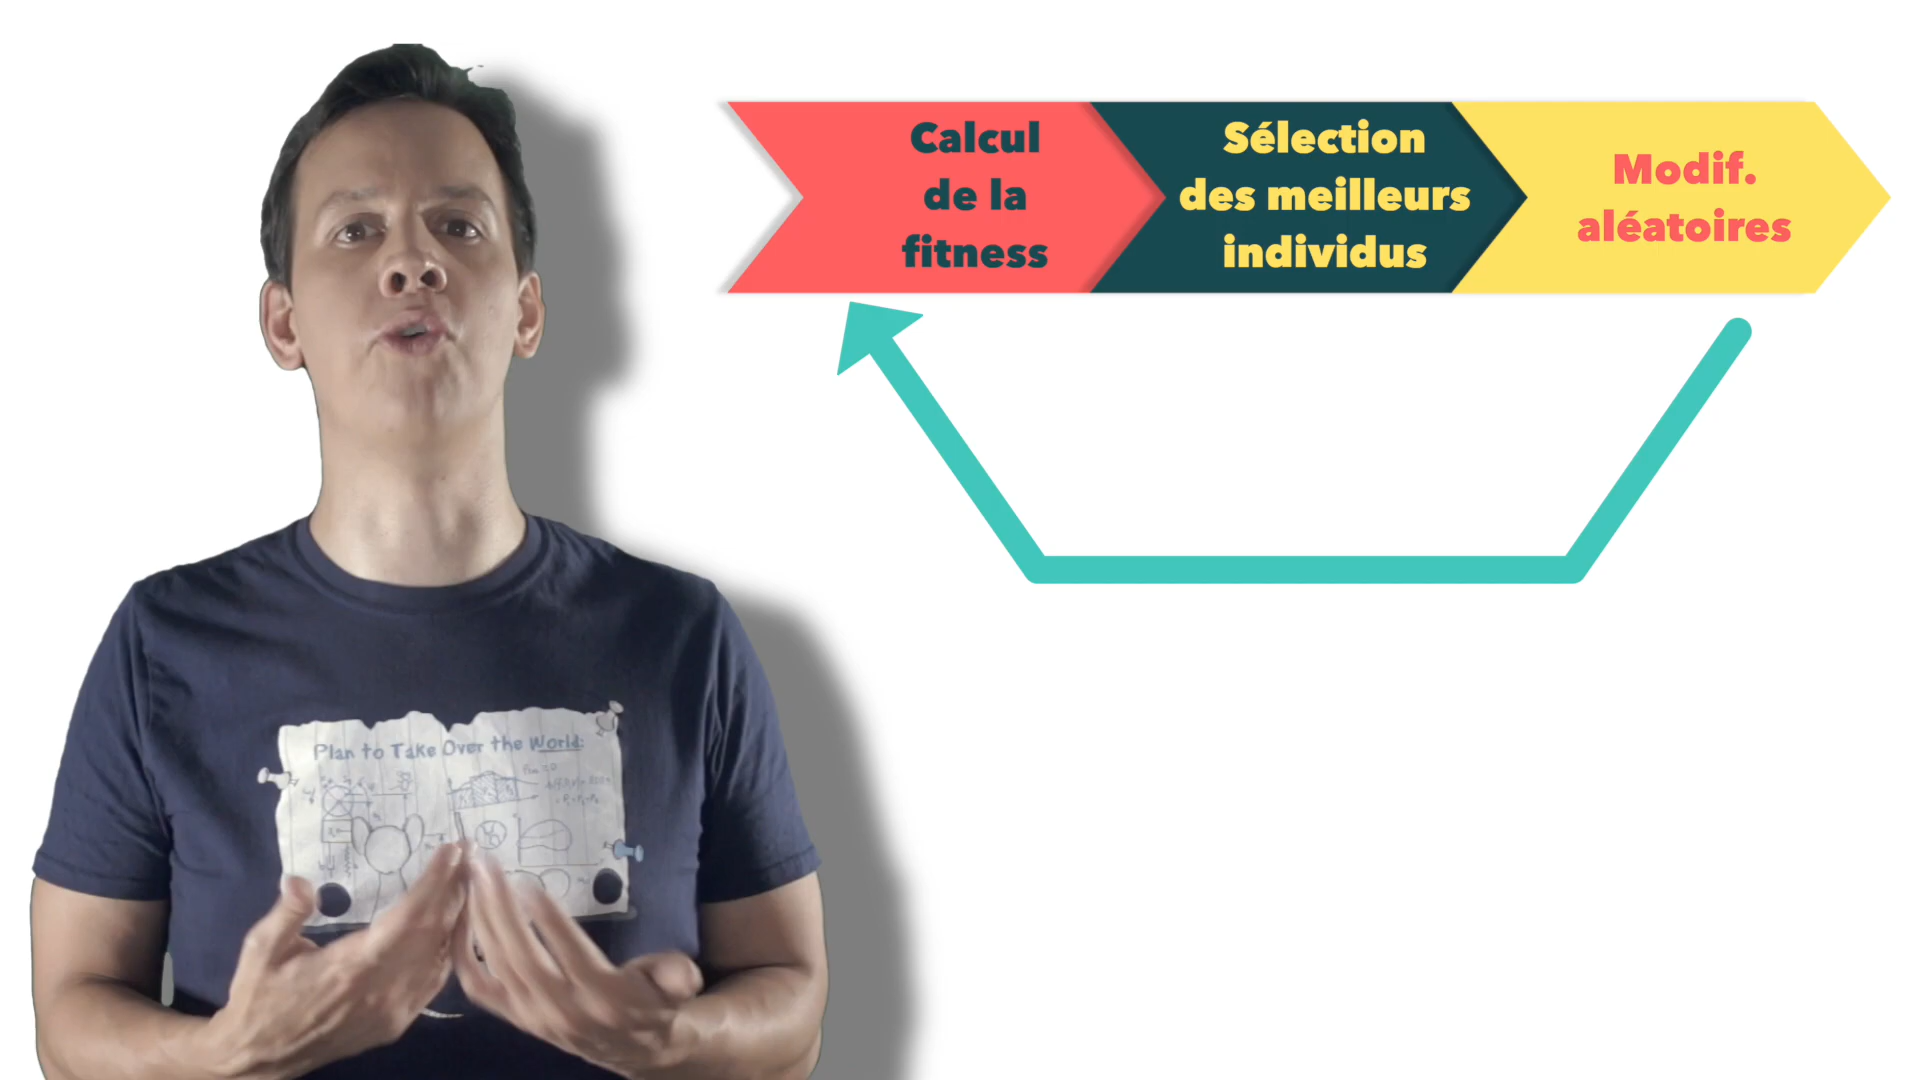 Calcul
de la
fitness
Sélection
des meilleurs
individus
Modif.
aléatoires
Plan to Take Over the World: